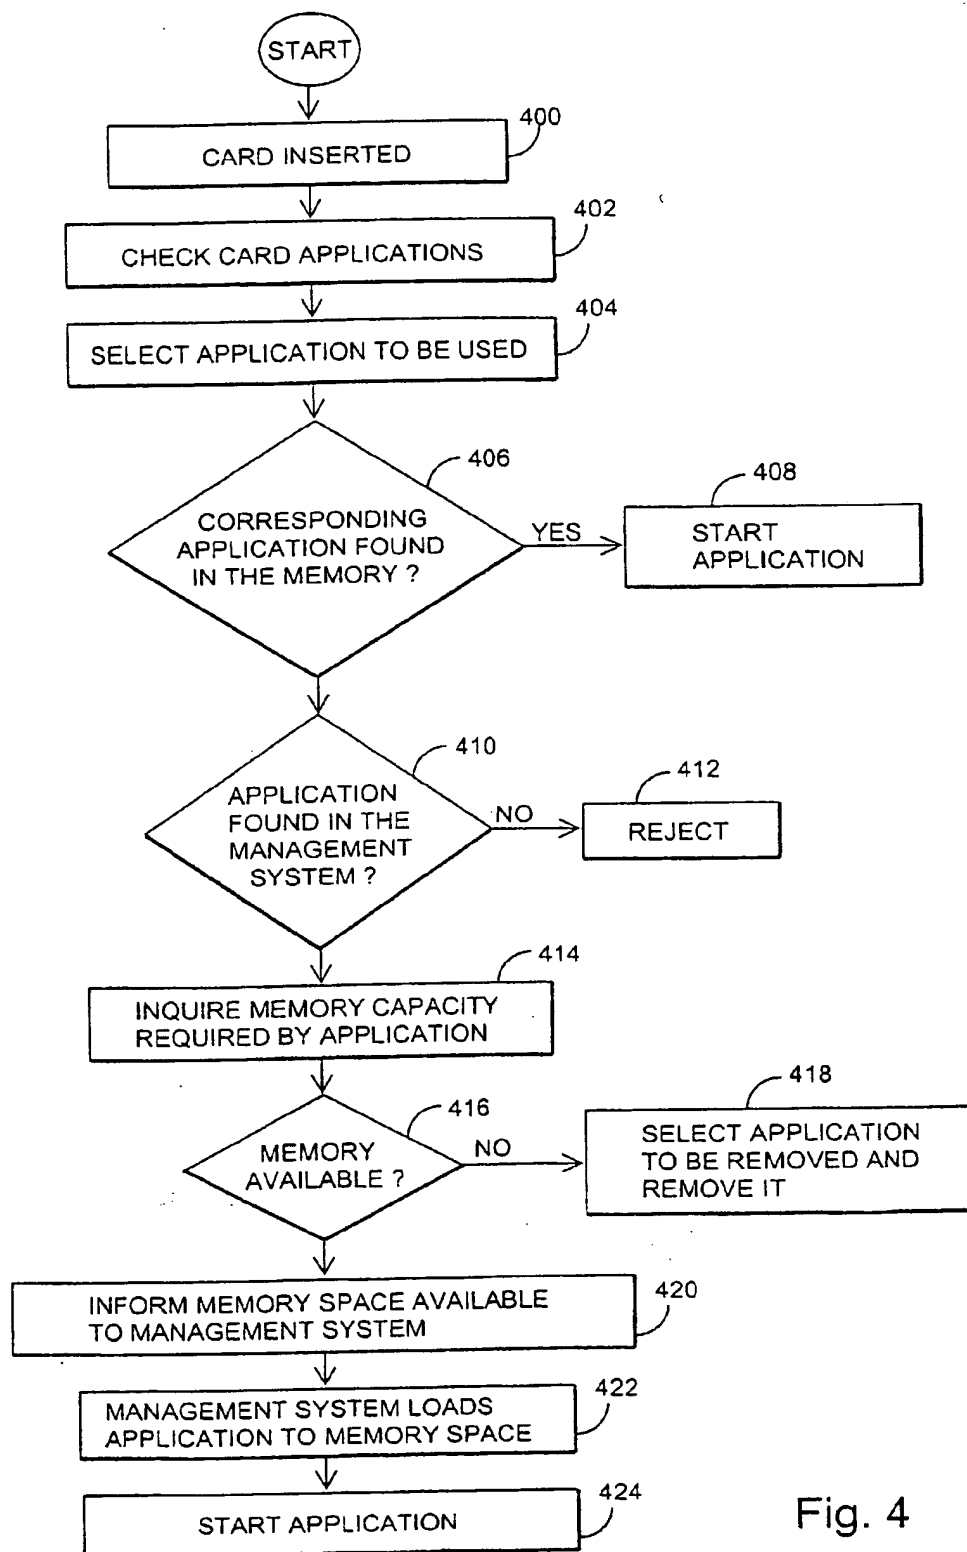 START
400
CARD INSERTED
402
CHECK CARD APPLICATIONS
404
SELECT APPLICATION TO BE USED
406
CORRESPONDING
APPLICATION FOUND
IN THE MEMORY ?
YES
408
START
APPLICATION
410
APPLICATION
FOUND IN THE
MANAGEMENT
SYSTEM ?
NO
412
REJECT
414
INQUIRE MEMORY CAPACITY
REQUIRED BY APPLICATION
416
MEMORY
AVAILABLE ?
NO
418
SELECT APPLICATION
TO BE REMOVED AND
REMOVE IT
INFORM MEMORY SPACE AVAILABLE
TO MANAGEMENT SYSTEM
420
MANAGEMENT SYSTEM LOADS
APPLICATION TO MEMORY SPACE
422
START APPLICATION
424
Fig. 4